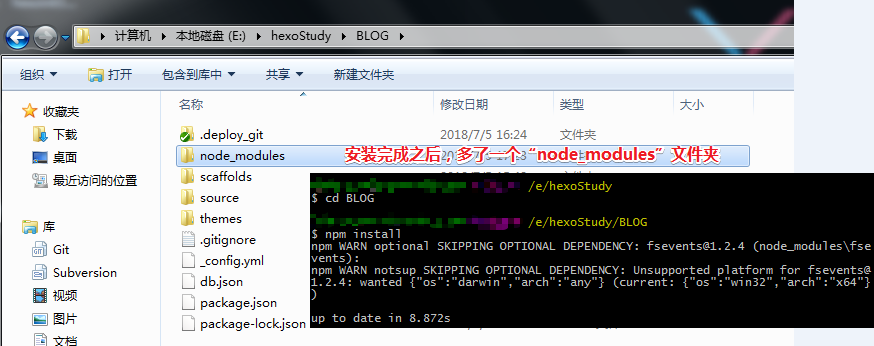 计算机 ▸ 本地磁盘 (E:) ▸ hexoStudy ▸ BLOG ▸
组织 打开 包含到库中 共享 新建文件夹
收藏夹
下载
桌面
最近访问的位置
库
Git
Subversion
视频
图片
文档
名称 修改日期 类型 大小
.deploy_git 2018/7/5 16:24 文件夹
node_modules
安装完成之后，多了一个“node_modules”文件夹
scaffolds
source
themes
.gitignore
_config.yml
db.json
package.json
package-lock.json
/e/hexoStudy
$ cd BLOG
/e/hexoStudy/BLOG
$ npm install
npm WARN optional SKIPPING OPTIONAL DEPENDENCY: fsevents@1.2.4 (node_modules\fse
vents):
npm WARN notsup SKIPPING OPTIONAL DEPENDENCY: Unsupported platform for fsevents@
1.2.4: wanted {"os":"darwin","arch":"any"} (current: {"os":"win32","arch":"x64"}
)
up to date in 8.872s